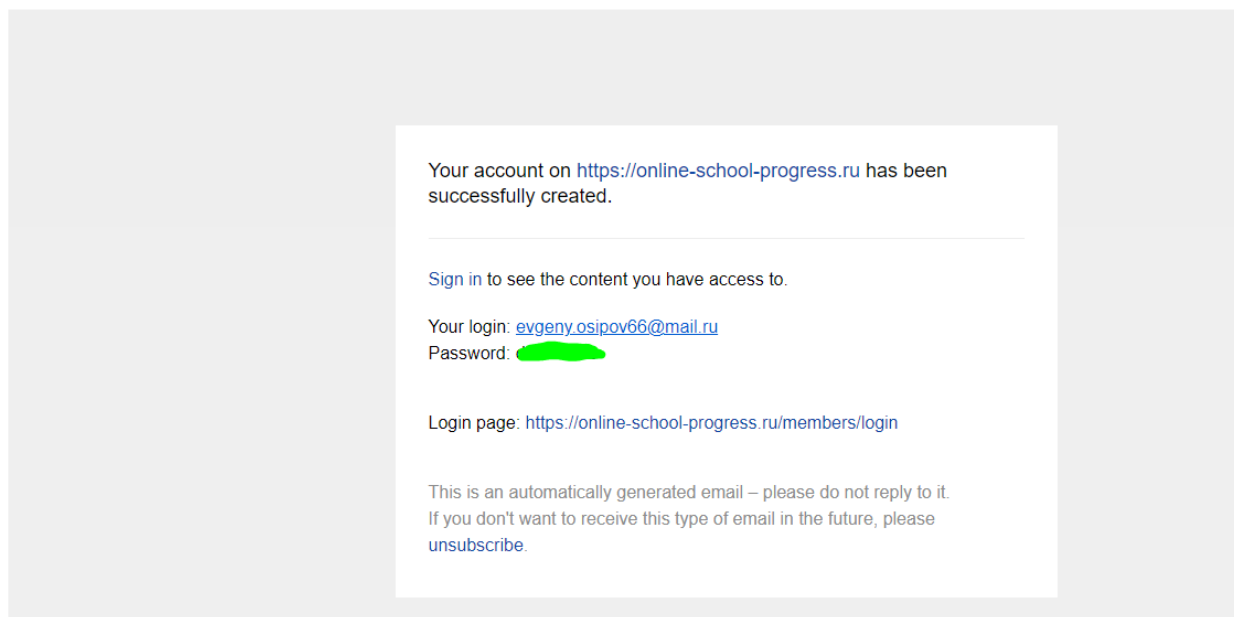 Your account on https://online-school-progress.ru has been
successfully created.
Sign in to see the content you have access to.
Your login: evgeny.osipov66@mail.ru
Password:
Login page: https://online-school-progress.ru/members/login
This is an automatically generated email – please do not reply to it.
If you don't want to receive this type of email in the future, please
unsubscribe.